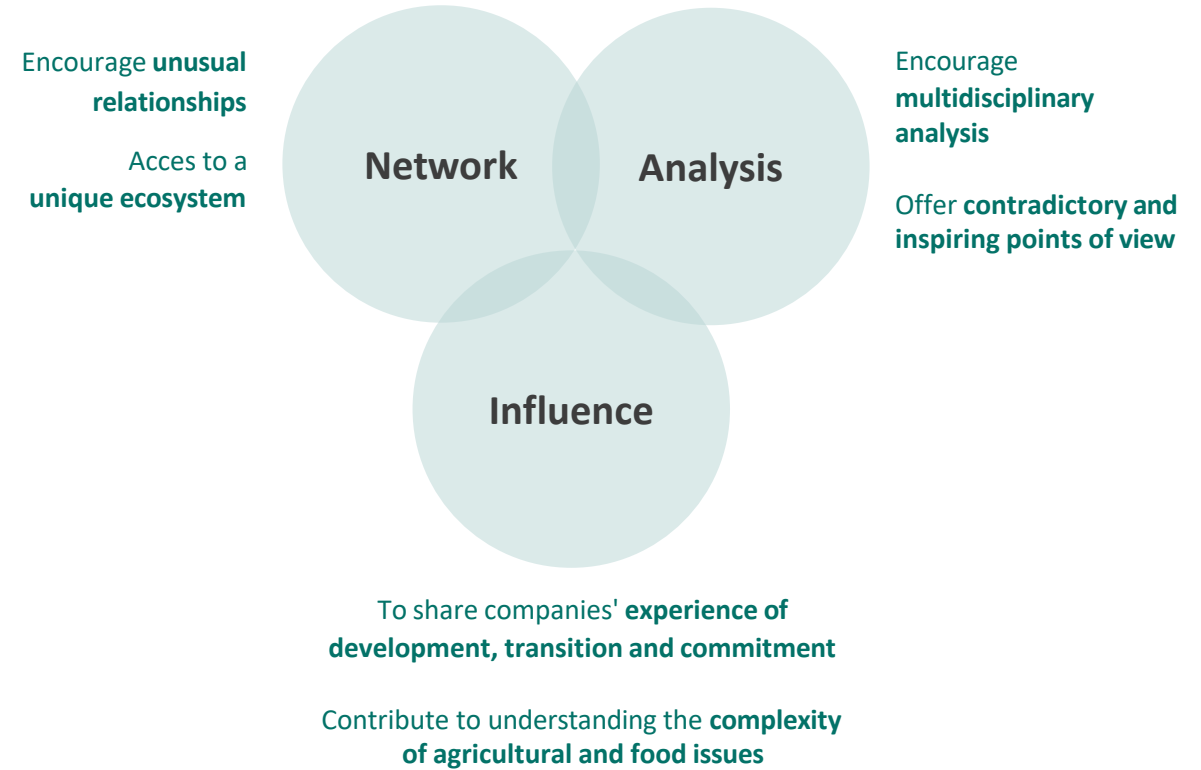 Encourage unusual
relationships
Acces to a
unique ecosystem
Network
Analysis
Encourage
multidisciplinary
analysis
Offer contradictory and
inspiring points of view
Influence
To share companies' experience of
development, transition and commitment
Contribute to understanding the complexity
of agricultural and food issues